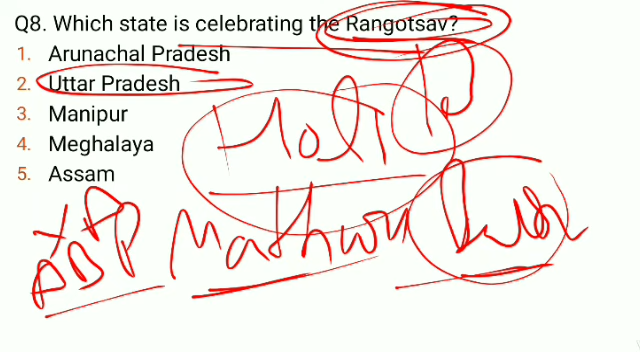 Q8. Which state is celebrating the Rangotsav?
1. Arunachal Pradesh
2. Uttar Pradesh
3. Manipur
4. Meghalaya
5. Assam
Holi
Mathura